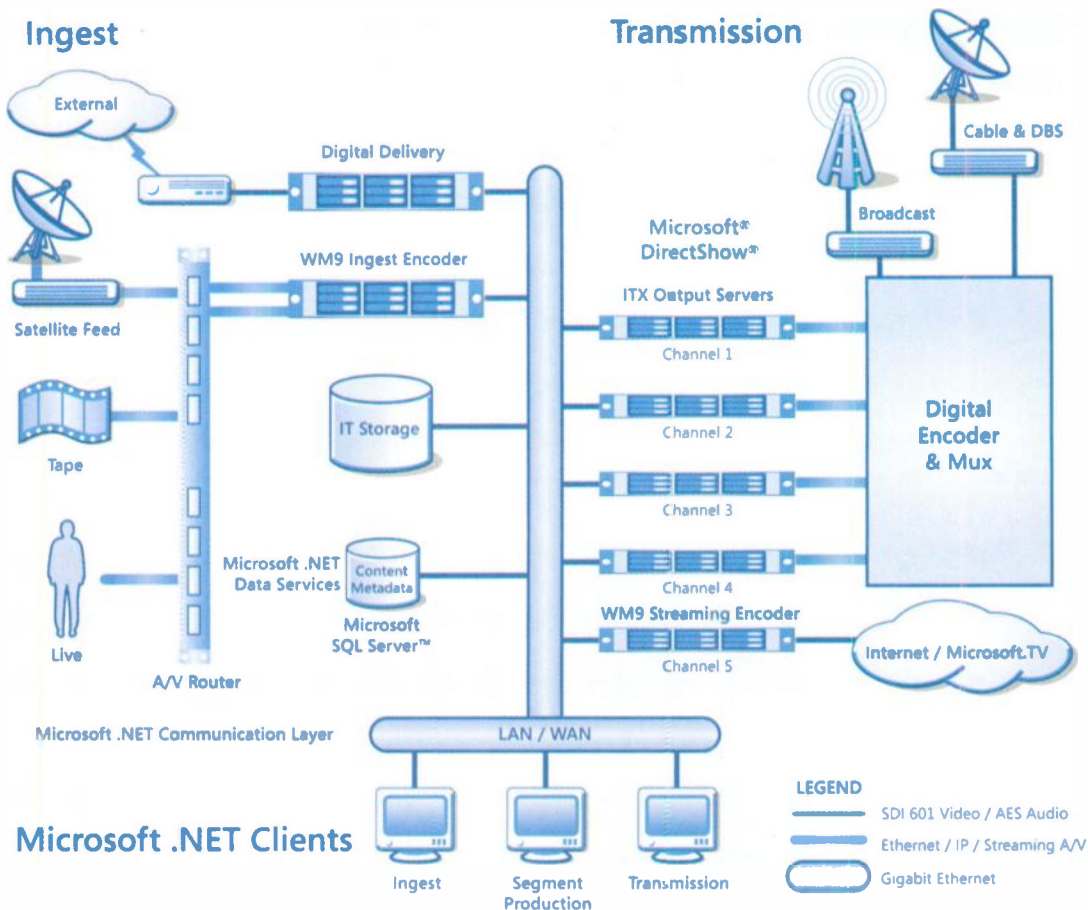 Ingest
Transmission
External
Cable & DBS
Digital Delivery
Broadcast
Microsoft®
DirectShow®
WM9 Ingest Encoder
ITX Output Servers
Satellite Feed
Channel 1
IT Storage
Digital
Encoder
& Mux
Channel 2
Tape
Channel 3
Microsoft .NET
Data Services
Content
Metadata
Channel 4
Microsoft
SQL Server™
WM9 Streaming Encoder
Live
Channel 5
Internet / Microsoft.TV
A/V Router
Microsoft .NET Communication Layer
LAN / WAN
LEGEND
SDI 601 Video / AES Audio
Ethernet / IP / Streaming A/V
Gigabit Ethernet
Microsoft .NET Clients
Ingest
Segment
Production
Transmission